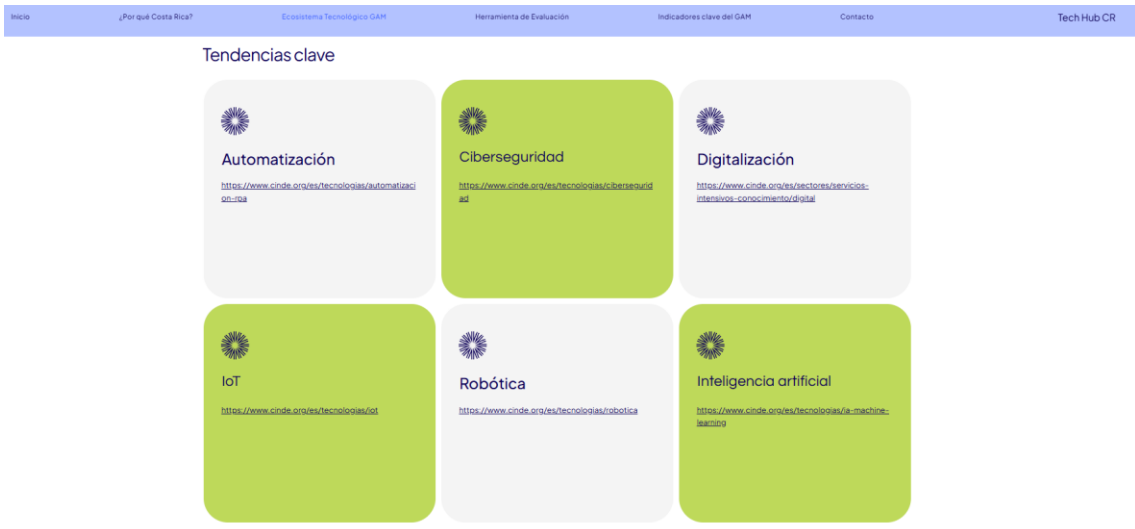 Inicio
¿Por qué Costa Rica?
Ecosistema Tecnológico GAM
Herramienta de Evaluación
Indicadores clave del GAM
Contacto
Tech Hub CR
Tendencias clave
Automatización
https://www.cinde.org/es/tecnologias/automatizaci
on-rpa
Ciberseguridad
https://www.cinde.org/es/tecnologias/cibersegurid
ad
Digitalización
https://www.cinde.org/es/sectores/servicios-
intensivos-conocimiento/digital
IoT
https://www.cinde.org/es/tecnologias/iot
Robótica
https://www.cinde.org/es/tecnologias/robotica
Inteligencia artificial
https://www.cinde.org/es/tecnologias/ia-machine-
learning